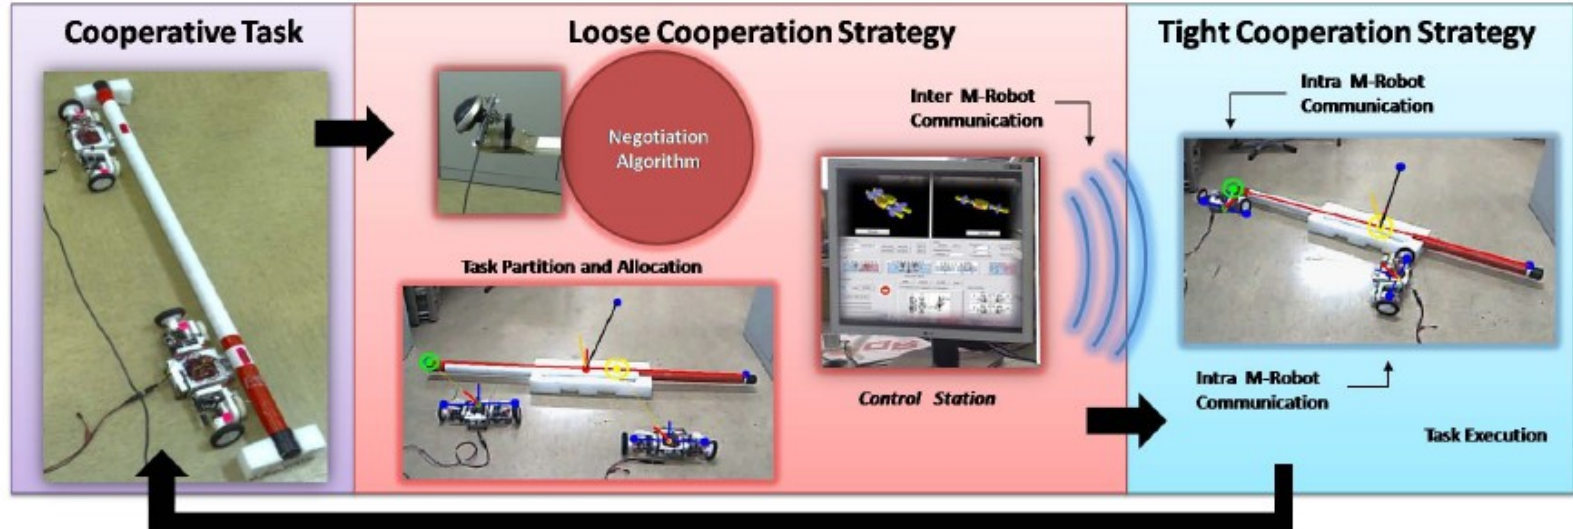 Cooperative Task
Loose Cooperation Strategy
Tight Cooperation Strategy
Negotiation
Algorithm
Inter M-Robot
Communication
Task Partition and Allocation
Control Station
Intra M-Robot
Communication
Intra M-Robot
Communication
Task Execution